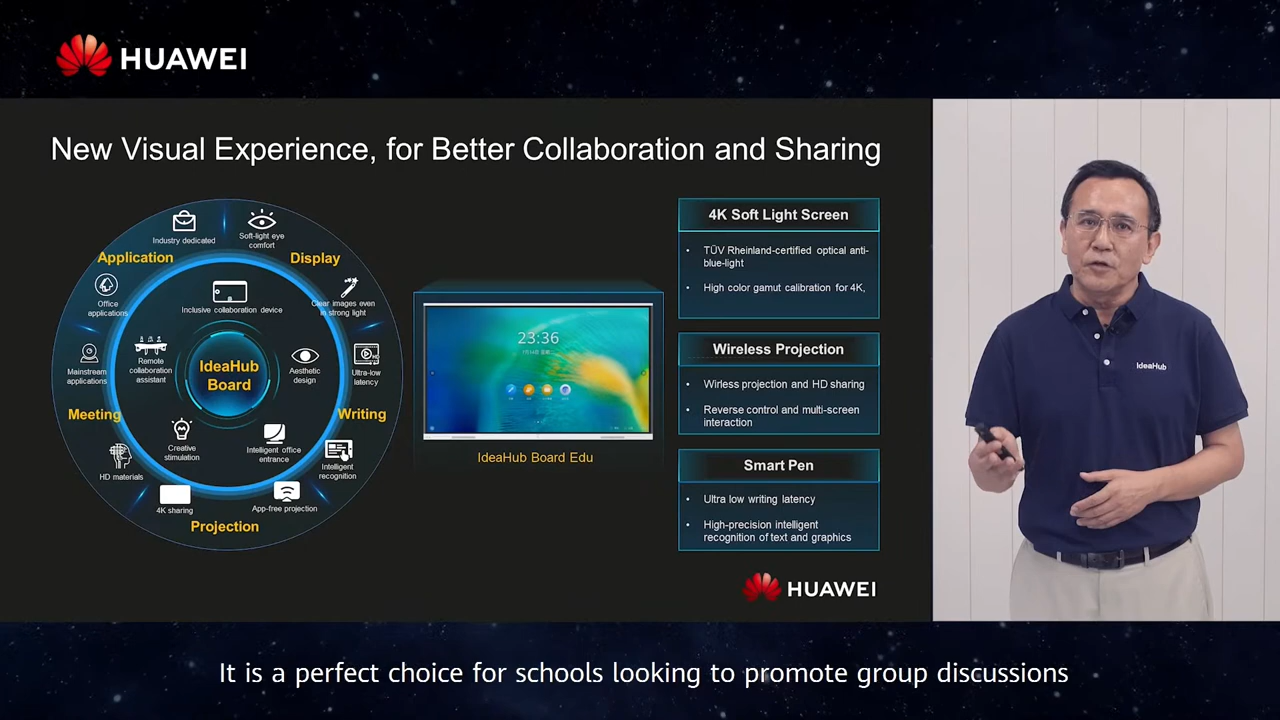 HUAWEI
New Visual Experience, for Better Collaboration and Sharing
Industry dedicated
Soft-light eye
comfort
Application
Display
Office
applications
Inclusive collaboration device
Clear images even
in strong light
Mainstream
applications
Remote
collaboration
assistant
IdeaHub
Board
Aesthetic
design
Ultra-low
latency
Meeting
Writing
HD materials
Creative
stimulation
Intelligent office
entrance
Intelligent
recognition
4K sharing
App-free projection
Projection
23:36
IdeaHub Board Edu
4K Soft Light Screen
• TÜV Rheinland-certified optical anti-
blue-light
• High color gamut calibration for 4K,
Wireless Projection
• Wirless projection and HD sharing
• Reverse control and multi-screen
interaction
Smart Pen
• Ultra low writing latency
• High-precision intelligent
recognition of text and graphics
HUAWEI
IdeaHub
It is a perfect choice for schools looking to promote group discussions